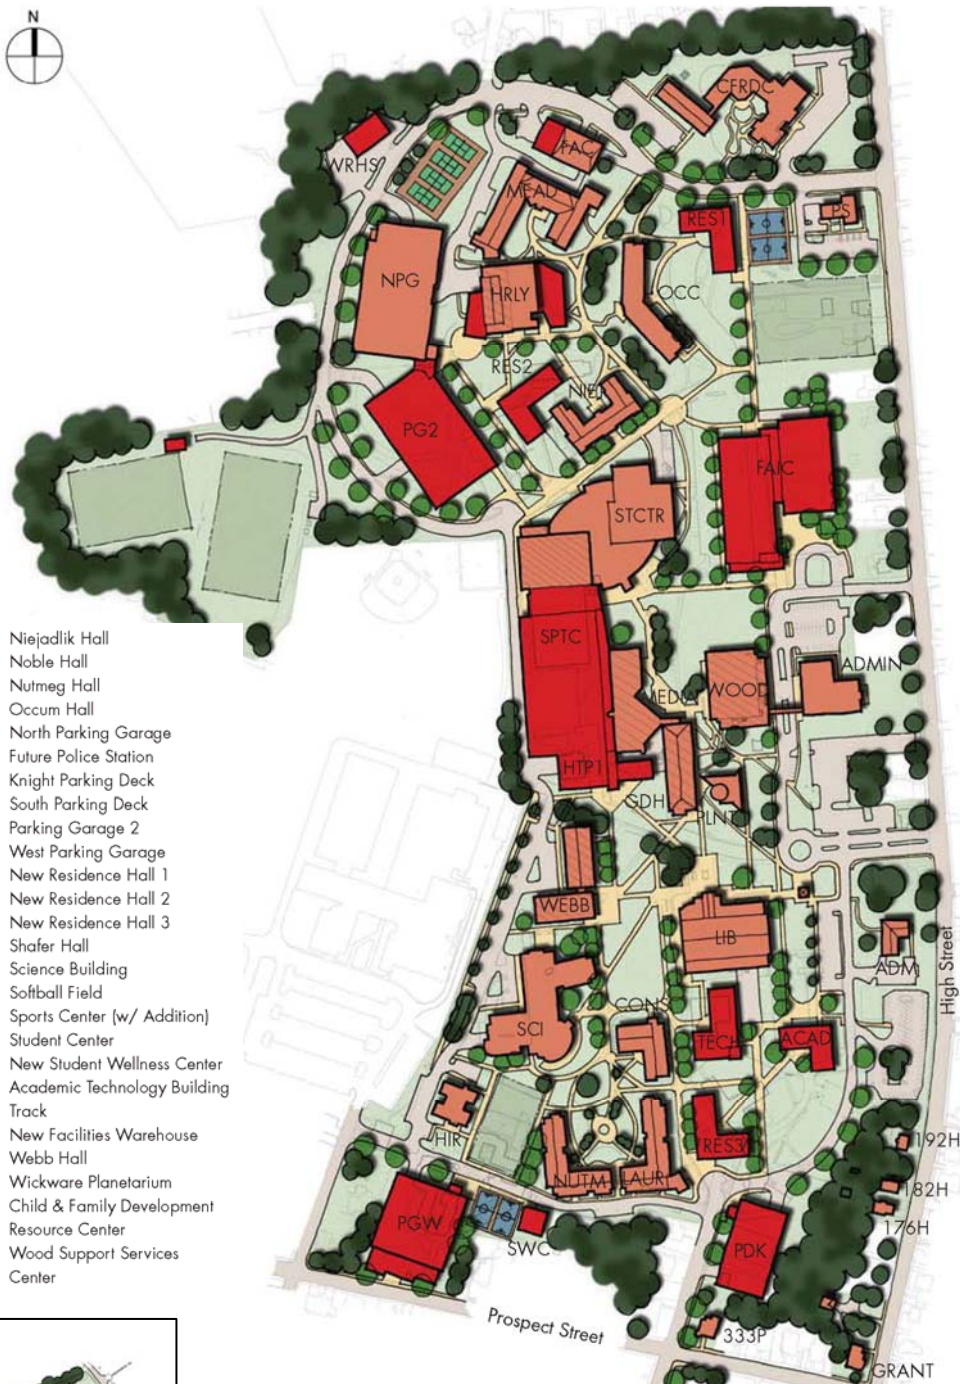 N
CFRDC
WRHS
FAC
MEAD
RES1
PS
NPG
HRLY
OCC
RES2
NIEJ
PG2
FAIC
STCTR
SPTC
ADMIN
MEDIA
WOOD
HTP1
GDH
PLNT
WEBB
LIB
ADM
High Street
CONS
SCI
TECH
ACAD
HIR
RES3
192H
NUTM
LAUR
182H
176H
PGW
SWC
PDK
Prospect Street
333P
GRANT
Niejadlik Hall
Noble Hall
Nutmeg Hall
Occum Hall
North Parking Garage
Future Police Station
Knight Parking Deck
South Parking Deck
Parking Garage 2
West Parking Garage
New Residence Hall 1
New Residence Hall 2
New Residence Hall 3
Shafer Hall
Science Building
Softball Field
Sports Center (w/ Addition)
Student Center
New Student Wellness Center
Academic Technology Building
Track
New Facilities Warehouse
Webb Hall
Wickware Planetarium
Child & Family Development
Resource Center
Wood Support Services
Center